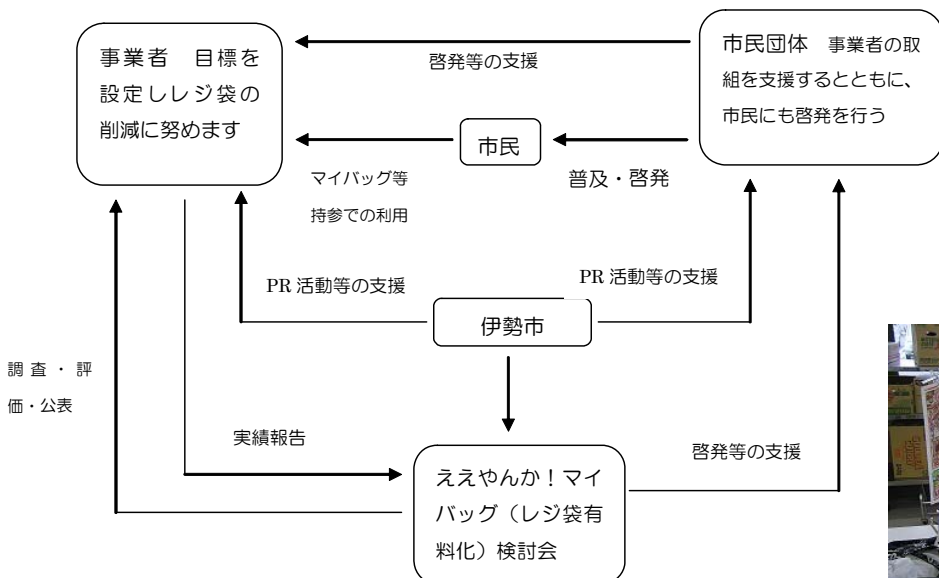 事業者　目標を
設定しレジ袋の
削減に努めます
啓発等の支援
市民団体　事業者の取
組を支援するとともに、
市民にも啓発を行う
市民
マイバッグ等
持参での利用
普及・啓発
PR 活動等の支援
PR 活動等の支援
伊勢市
調査・評
価・公表
実績報告
啓発等の支援
ええやんか！マイ
バッグ（レジ袋有
料化）検討会